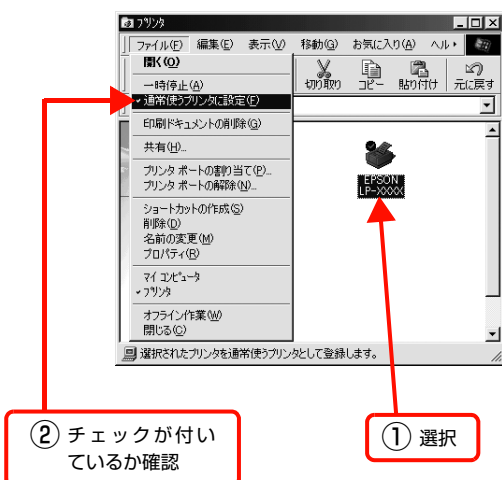 プリンタ
ファイル(F) 編集(E) 表示(V) 移動(G) お気に入り(A) ヘル
開く(O)
切り取り コピー 貼り付け 元に戻す
一時停止(A)
通常使うプリンタに設定(F)
印刷ドキュメントの削除(G)
共有(H)...
プリンタ ポートの割り当て(P)...
プリンタ ポートの解除(N)...
ショートカットの作成(S)
削除(D)
名前の変更(M)
プロパティ(R)
マイ コンピュータ
プリンタ
オフライン作業(W)
閉じる(C)
EPSON
LP-XXXX
選択されたプリンタを通常使うプリンタとして登録します。
② チェックが付い
ているか確認
① 選択